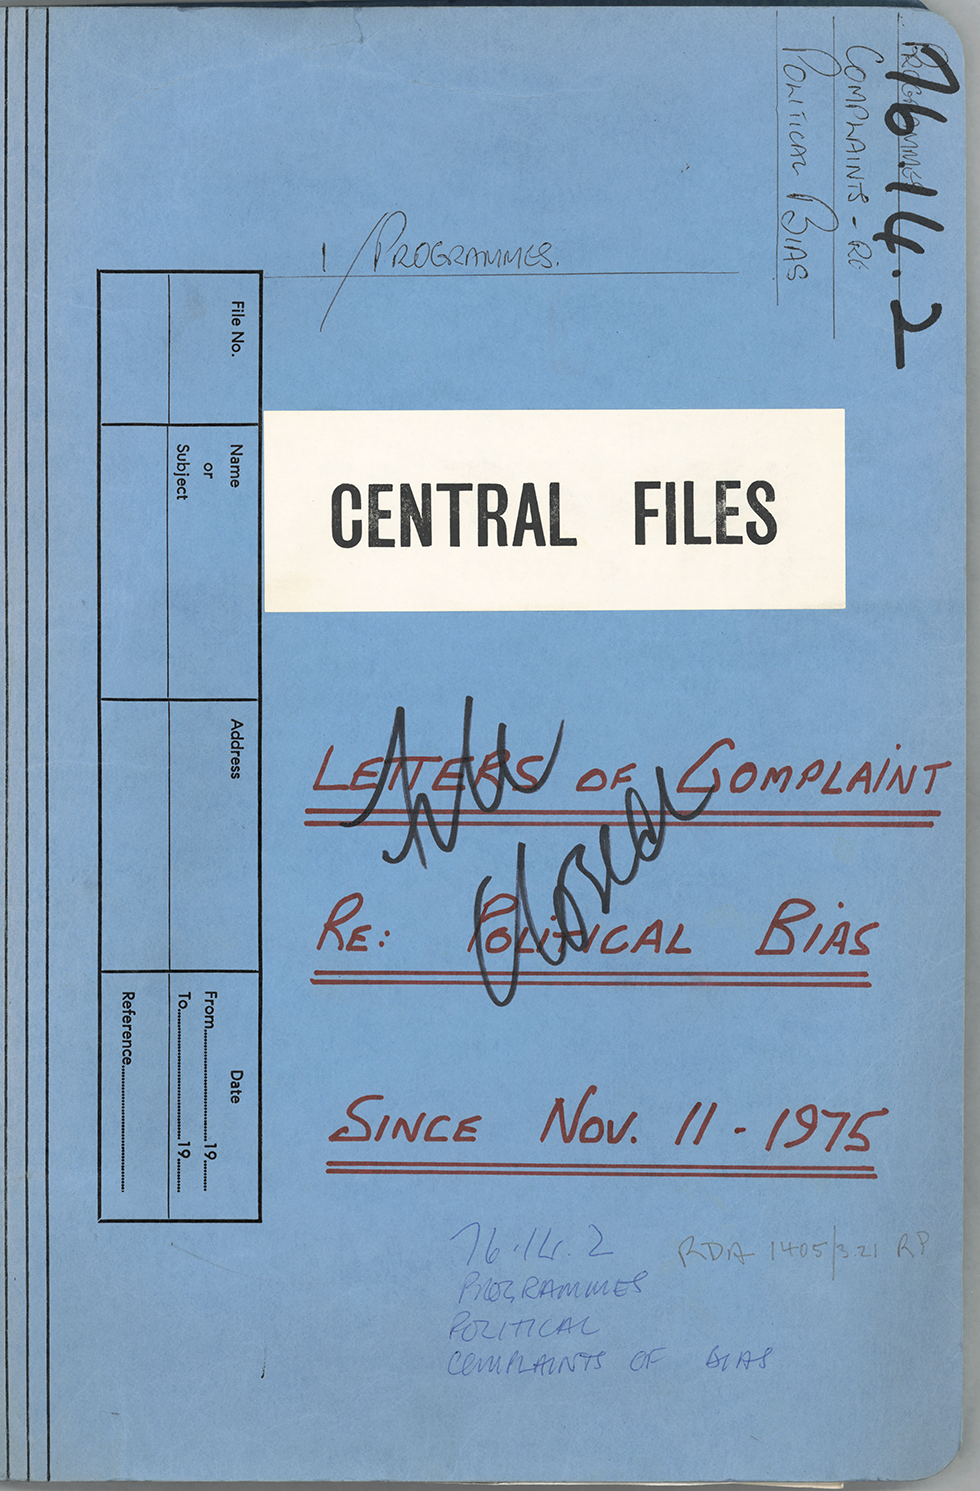 76.14.2
PROGRAMMES
COMPLAINTS - RE
POLITICAL BIAS
1/PROGRAMMES.
File No.
Name
or
Subject
Address
Date
From..........19......
To..........19......
Reference..........
CENTRAL FILES
LETTERS OF COMPLAINT
RE: POLITICAL BIAS
SINCE NOV. 11 - 1975
FILE
CLOSED
76.14.2
RDA 1405/3.21 RP
PROGRAMMES
POLITICAL
COMPLAINTS OF BIAS